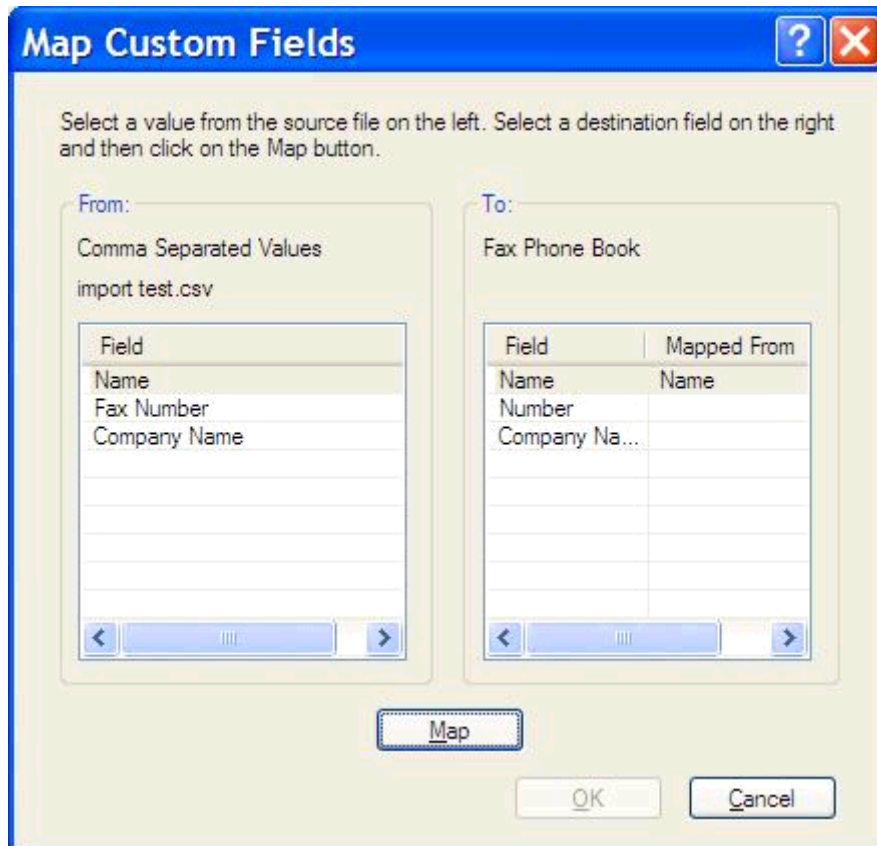 Map Custom Fields
Select a value from the source file on the left. Select a destination field on the right
and then click on the Map button.
From:
Comma Separated Values
import test.csv
Field
Name
Fax Number
Company Name
To:
Fax Phone Book
Field Mapped From
Name Name
Number
Company Na...
Map
OK Cancel